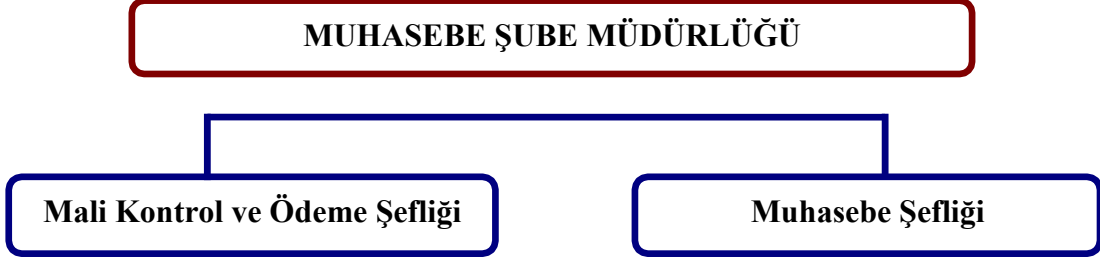 MUHASEBE ŞUBE MÜDÜRLÜĞÜ
Mali Kontrol ve Ödeme Şefliği
Muhasebe Şefliği